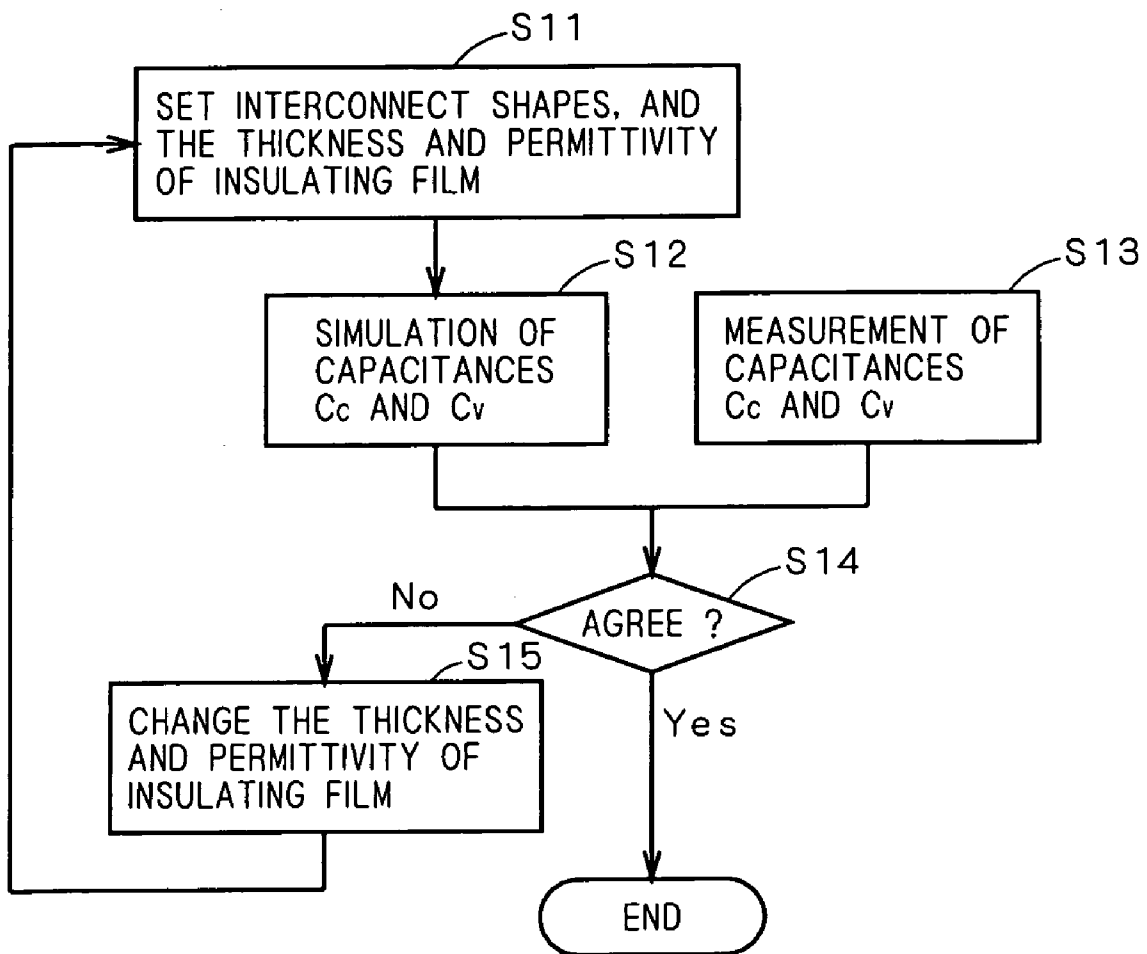 S11
SET INTERCONNECT SHAPES, AND
THE THICKNESS AND PERMITTIVITY
OF INSULATING FILM
S12
SIMULATION OF
CAPACITANCES
Cc AND Cv
S13
MEASUREMENT OF
CAPACITANCES
Cc AND Cv
S14
AGREE ?
No
S15
CHANGE THE THICKNESS
AND PERMITTIVITY OF
INSULATING FILM
Yes
END